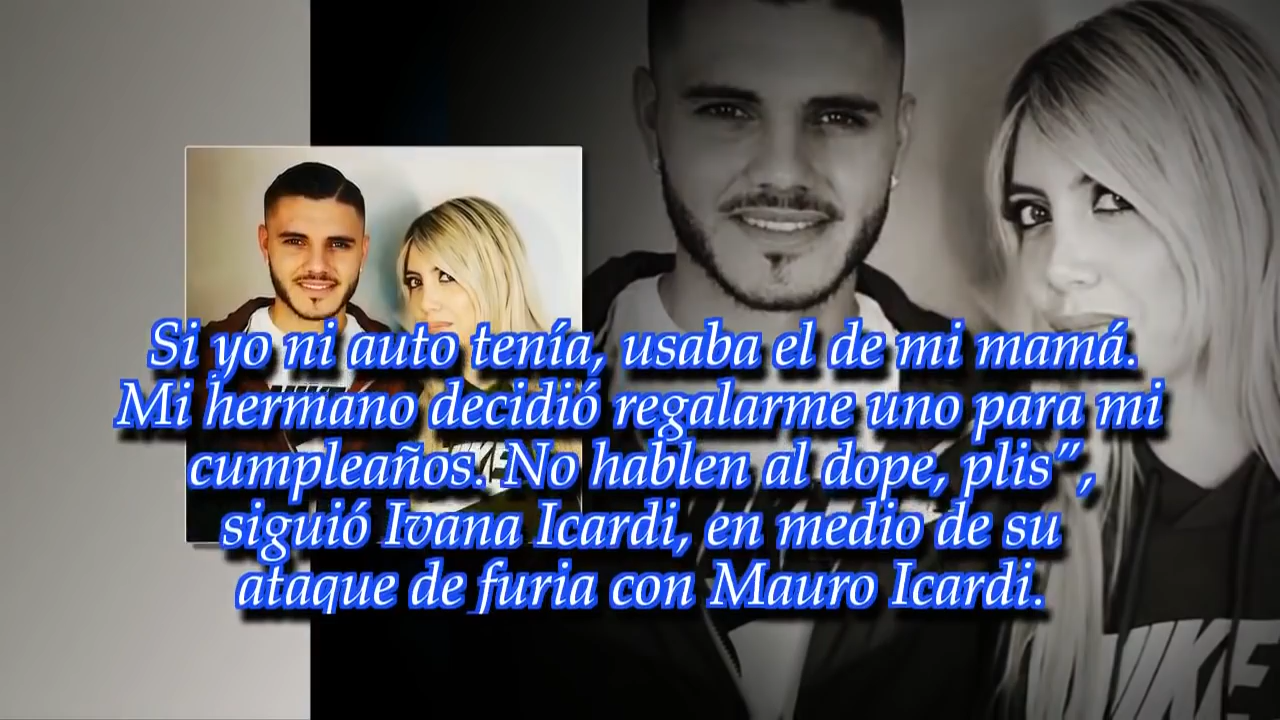 Si yo ni auto tenía, usaba el de mi mamá.
Mi hermano decidió regalarme uno para mi
cumpleaños. No hablen al dope, plis”,
siguió Ivana Icardi, en medio de su
ataque de furia con Mauro Icardi.
NIKE